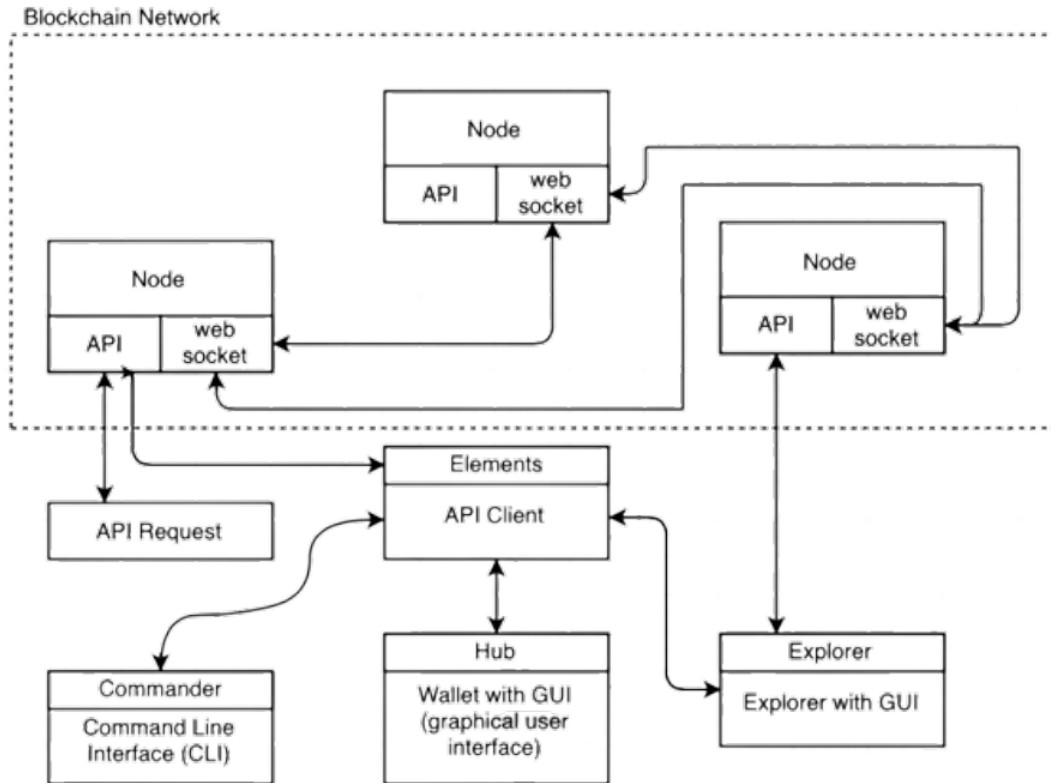 Blockchain Network
Node
API
web
socket
Node
API
web
socket
Node
API
web
socket
Elements
API Client
API Request
Commander
Command Line
Interface (CLI)
Hub
Wallet with GUI
(graphical user
interface)
Explorer
Explorer with GUI